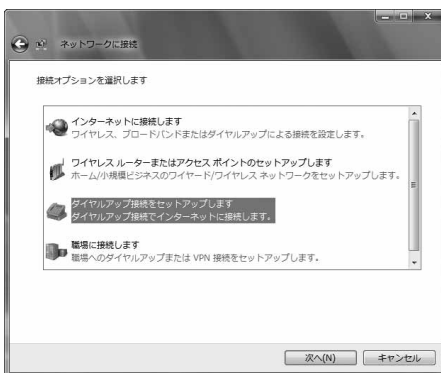 ネットワークに接続
接続オプションを選択します
インターネットに接続します
ワイヤレス、ブロードバンドまたはダイヤルアップによる接続を設定します。
ワイヤレス ルーターまたはアクセス ポイントのセットアップします
ホーム/小規模ビジネスのワイヤード/ワイヤレス ネットワークをセットアップします。
ダイヤルアップ接続をセットアップします
ダイヤルアップ接続でインターネットに接続します。
職場に接続します
職場へのダイヤルアップまたは VPN 接続をセットアップします。
次へ(N)
キャンセル